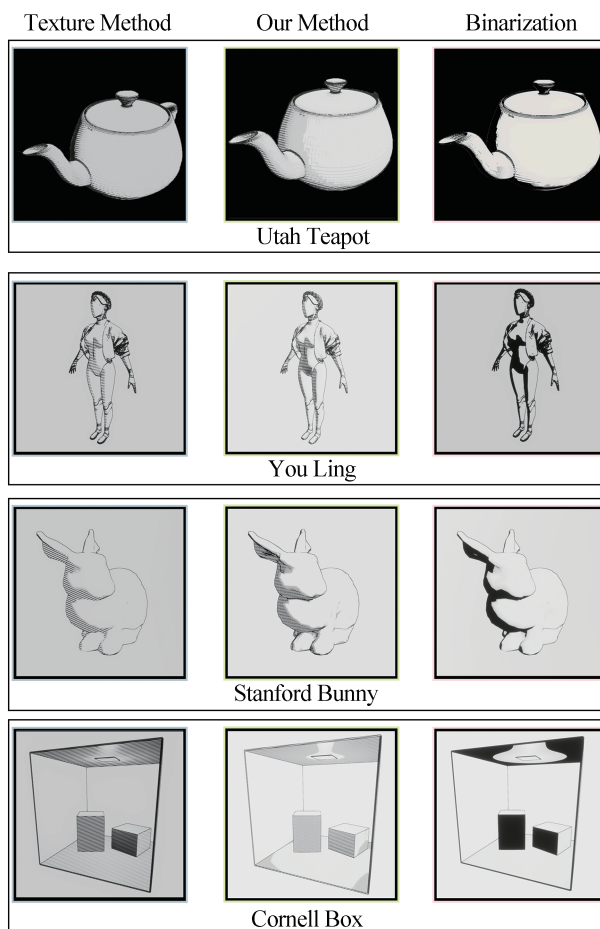 Texture Method Our Method Binarization
Utah Teapot
You Ling
Stanford Bunny
Cornell Box